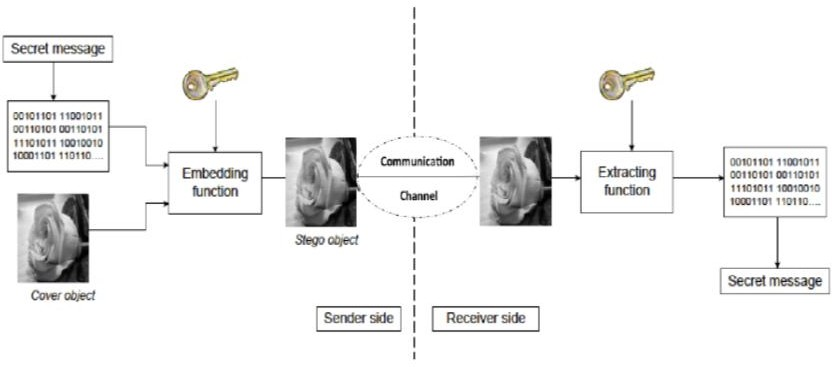 Secret message
00101101 11001011
00110101 00110101
11101011 10010010
10001101 110110....
Embedding
function
Cover object
Stego object
Communication
Channel
Extracting
function
00101101 11001011
00110101 00110101
11101011 10010010
10001101 110110....
Secret message
Sender side
Receiver side